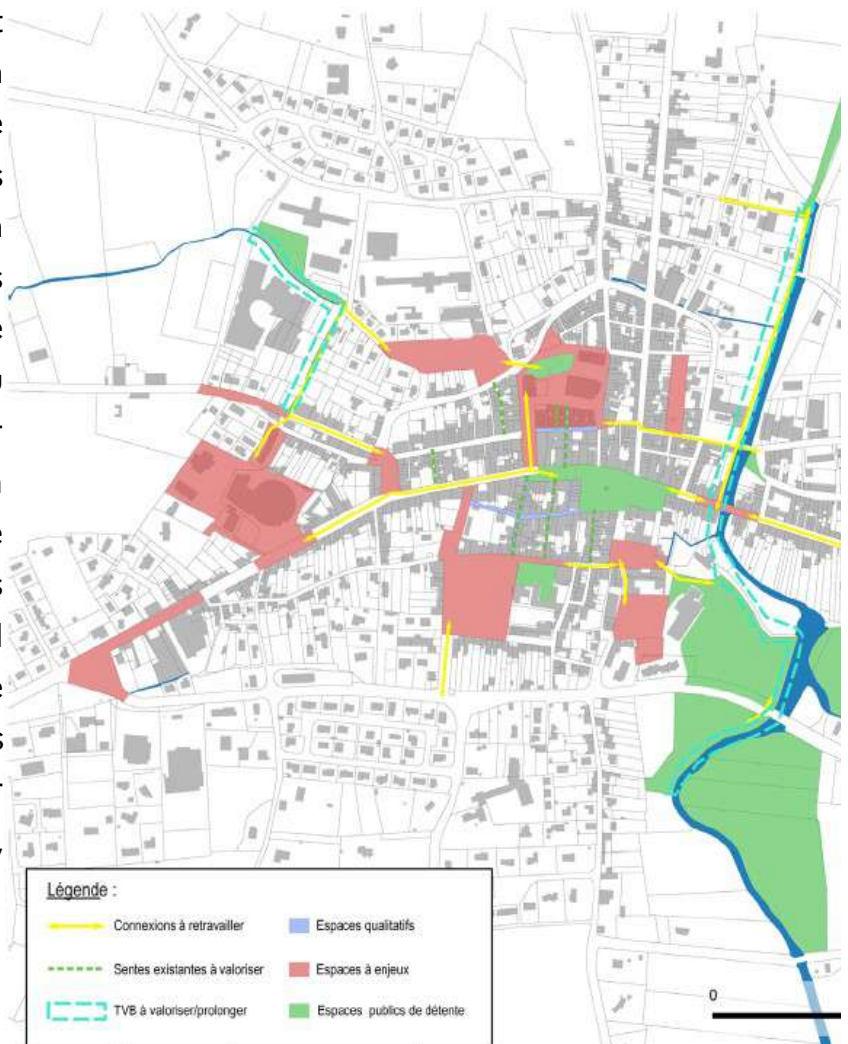 Légende :
Connexions à retravailler
Espaces qualitatifs
Sentes existantes à valoriser
Espaces à enjeux
TVB à valoriser/prolonger
Espaces publics de détente
0